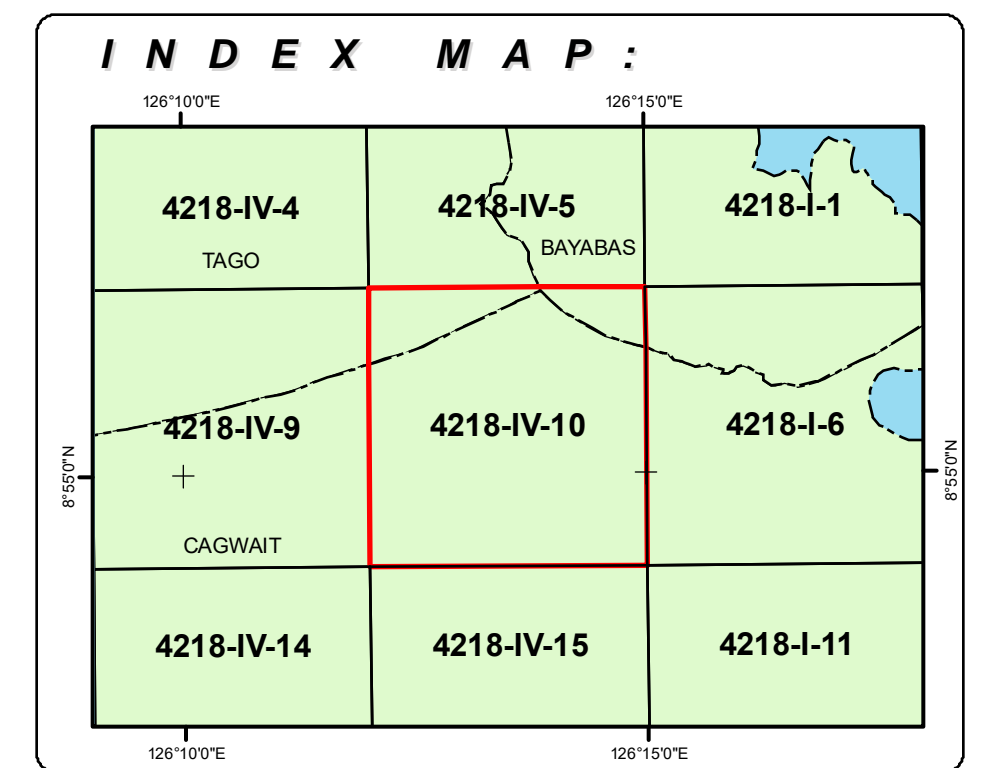 INDEX MAP:
126°10'0"E 126°15'0"E
4218-IV-4 4218-IV-5 4218-I-1
TAGO BAYABAS
4218-IV-9 4218-IV-10 4218-I-6
8°55'0"N 8°55'0"N
CAGWAIT
4218-IV-14 4218-IV-15 4218-I-11
126°10'0"E 126°15'0"E